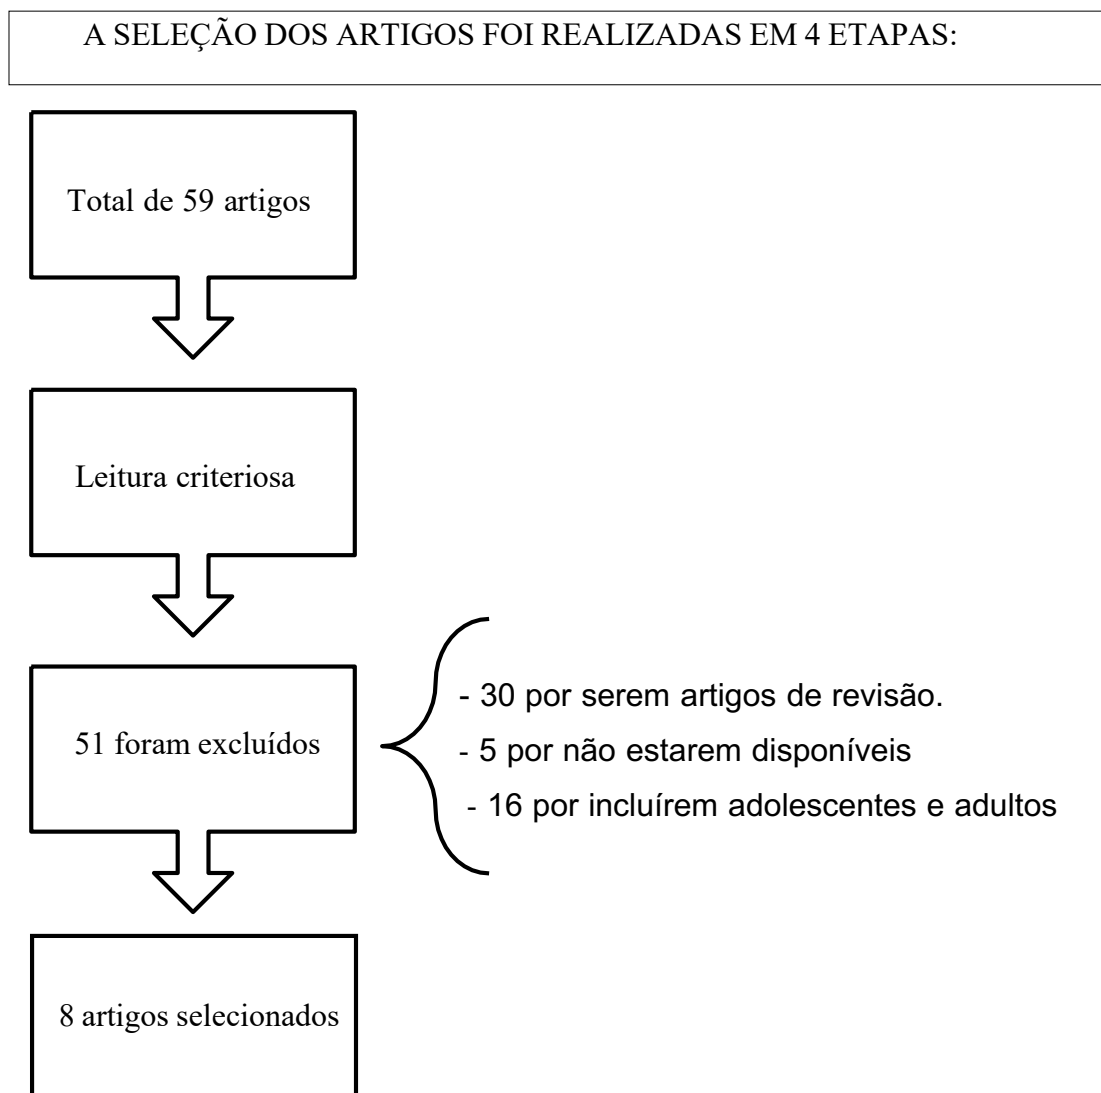 A SELEÇÃO DOS ARTIGOS FOI REALIZADAS EM 4 ETAPAS:
Total de 59 artigos
Leitura criteriosa
51 foram excluídos
- 30 por serem artigos de revisão.
- 5 por não estarem disponíveis
- 16 por incluírem adolescentes e adultos
8 artigos selecionados